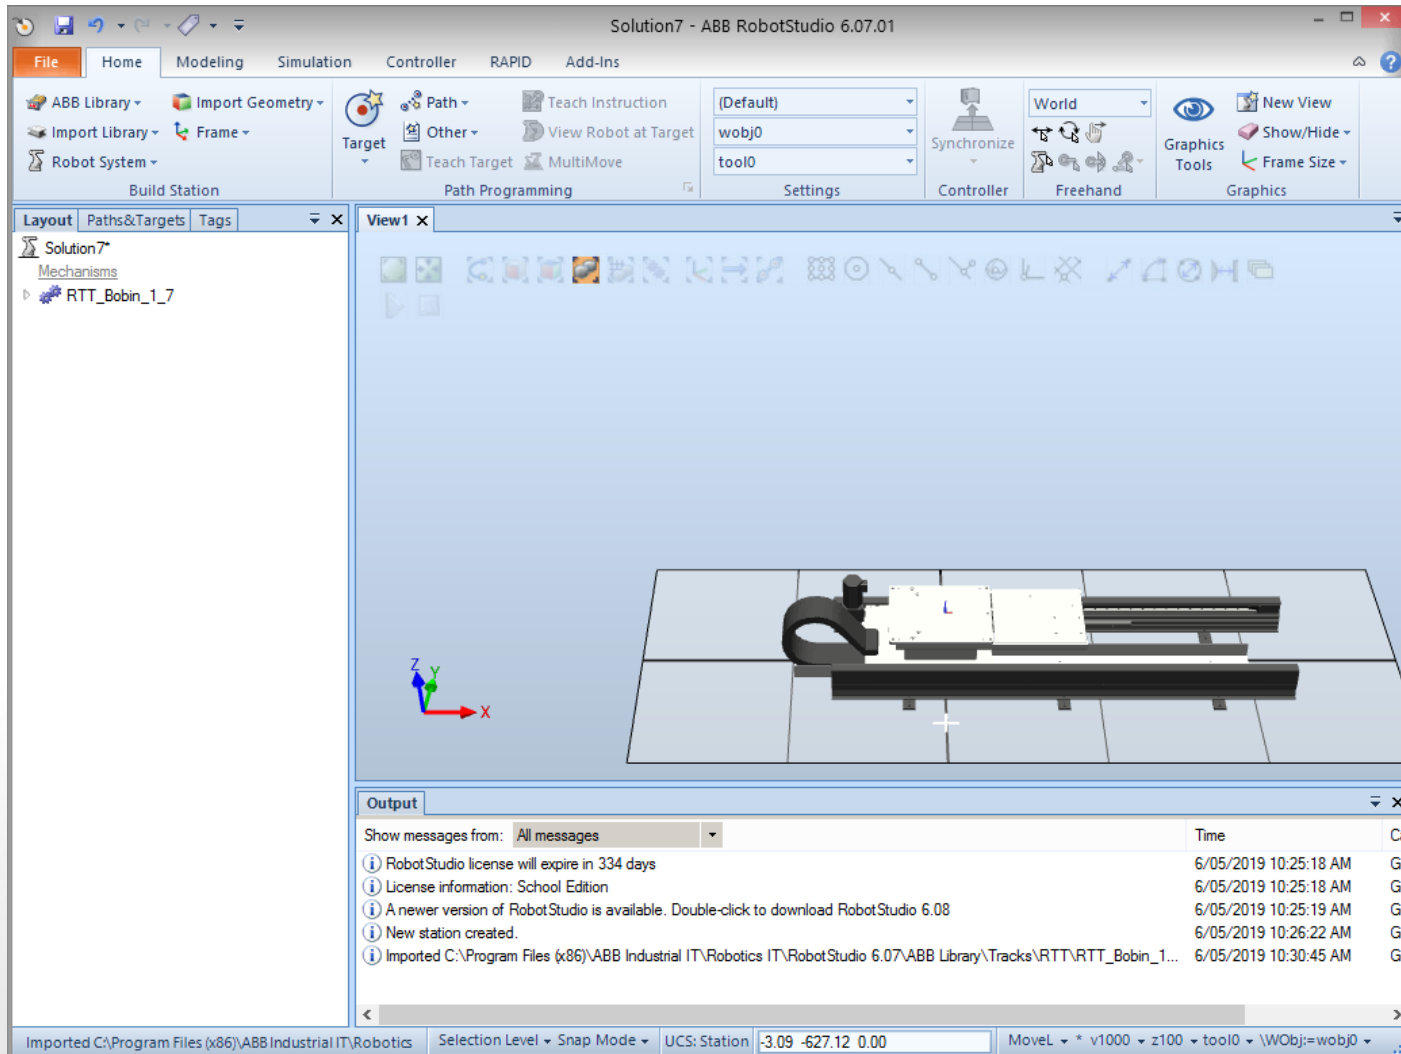 Solution7 - ABB RobotStudio 6.07.01
File Home Modeling Simulation Controller RAPID Add-Ins
ABB Library Import Geometry Path Teach Instruction (Default) World New View
Import Library Frame Target Other View Robot at Target wobj0 Synchronize Graphics Tools Show/Hide
Robot System Teach Target MultiMove tool0 Frame Size
Build Station Path Programming Settings Controller Freehand Graphics
Layout Paths&Targets Tags View1
Solution7*
Mechanisms
RTT_Bobin_1_7
Z
Y
X
Output
Show messages from: All messages Time
RobotStudio license will expire in 334 days 6/05/2019 10:25:18 AM G
License information: School Edition 6/05/2019 10:25:18 AM G
A newer version of RobotStudio is available. Double-click to download RobotStudio 6.08 6/05/2019 10:25:19 AM G
New station created. 6/05/2019 10:26:22 AM G
Imported C:\Program Files (x86)\ABB Industrial IT\Robotics IT\RobotStudio 6.07\ABB Library\Tracks\RTT\RTT_Bobin_1... 6/05/2019 10:30:45 AM G
Imported C:\Program Files (x86)\ABB Industrial IT\Robotics Selection Level Snap Mode UCS: Station -3.09 -627.12 0.00 MoveL * v1000 z100 tool0 \WObj:=wobj0